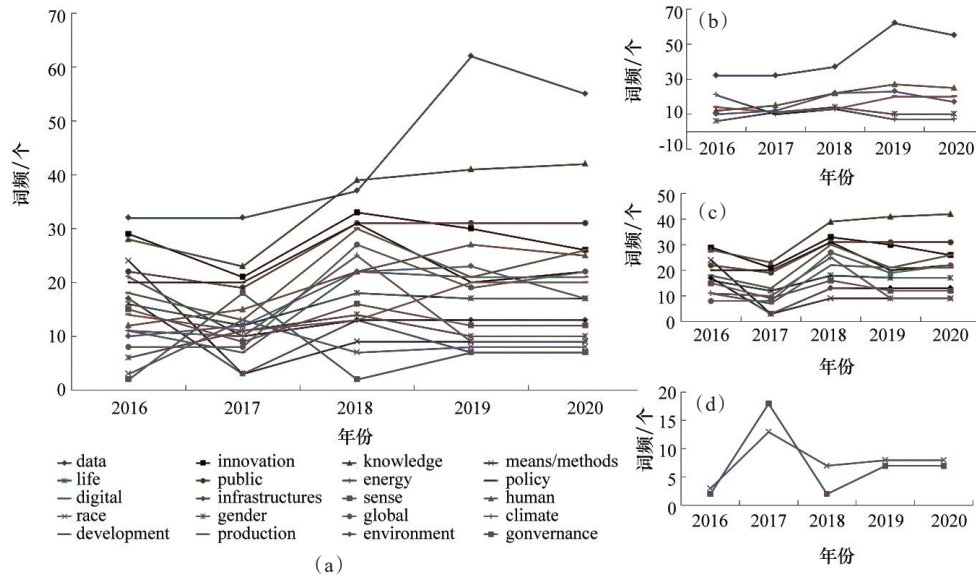 70
60
50
40
30
20
10
0
词频/个
2016 2017 2018 2019 2020
年份
data innovation knowledge means/methods
life public energy policy
digital infrastructures sense human
race gender global climate
development production environment gonvernance
(a)
(b)
70
50
30
10
-10
词频/个
2016 2017 2018 2019 2020
年份
(c)
50
40
30
20
10
0
词频/个
2016 2017 2018 2019 2020
年份
(d)
20
15
10
5
0
词频/个
2016 2017 2018 2019 2020
年份